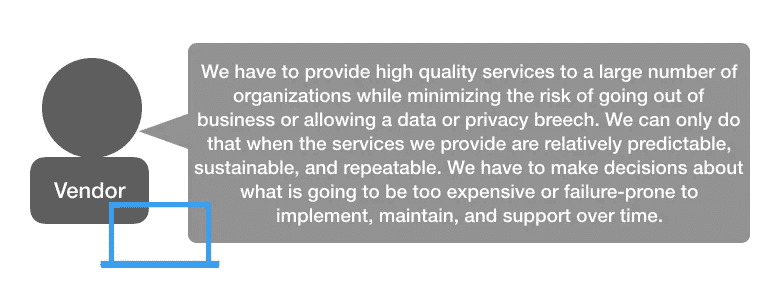 We have to provide high quality services to a large number of
organizations while minimizing the risk of going out of
business or allowing a data or privacy breech. We can only do
that when the services we provide are relatively predictable,
sustainable, and repeatable. We have to make decisions about
what is going to be too expensive or failure-prone to
implement, maintain, and support over time.
Vendor